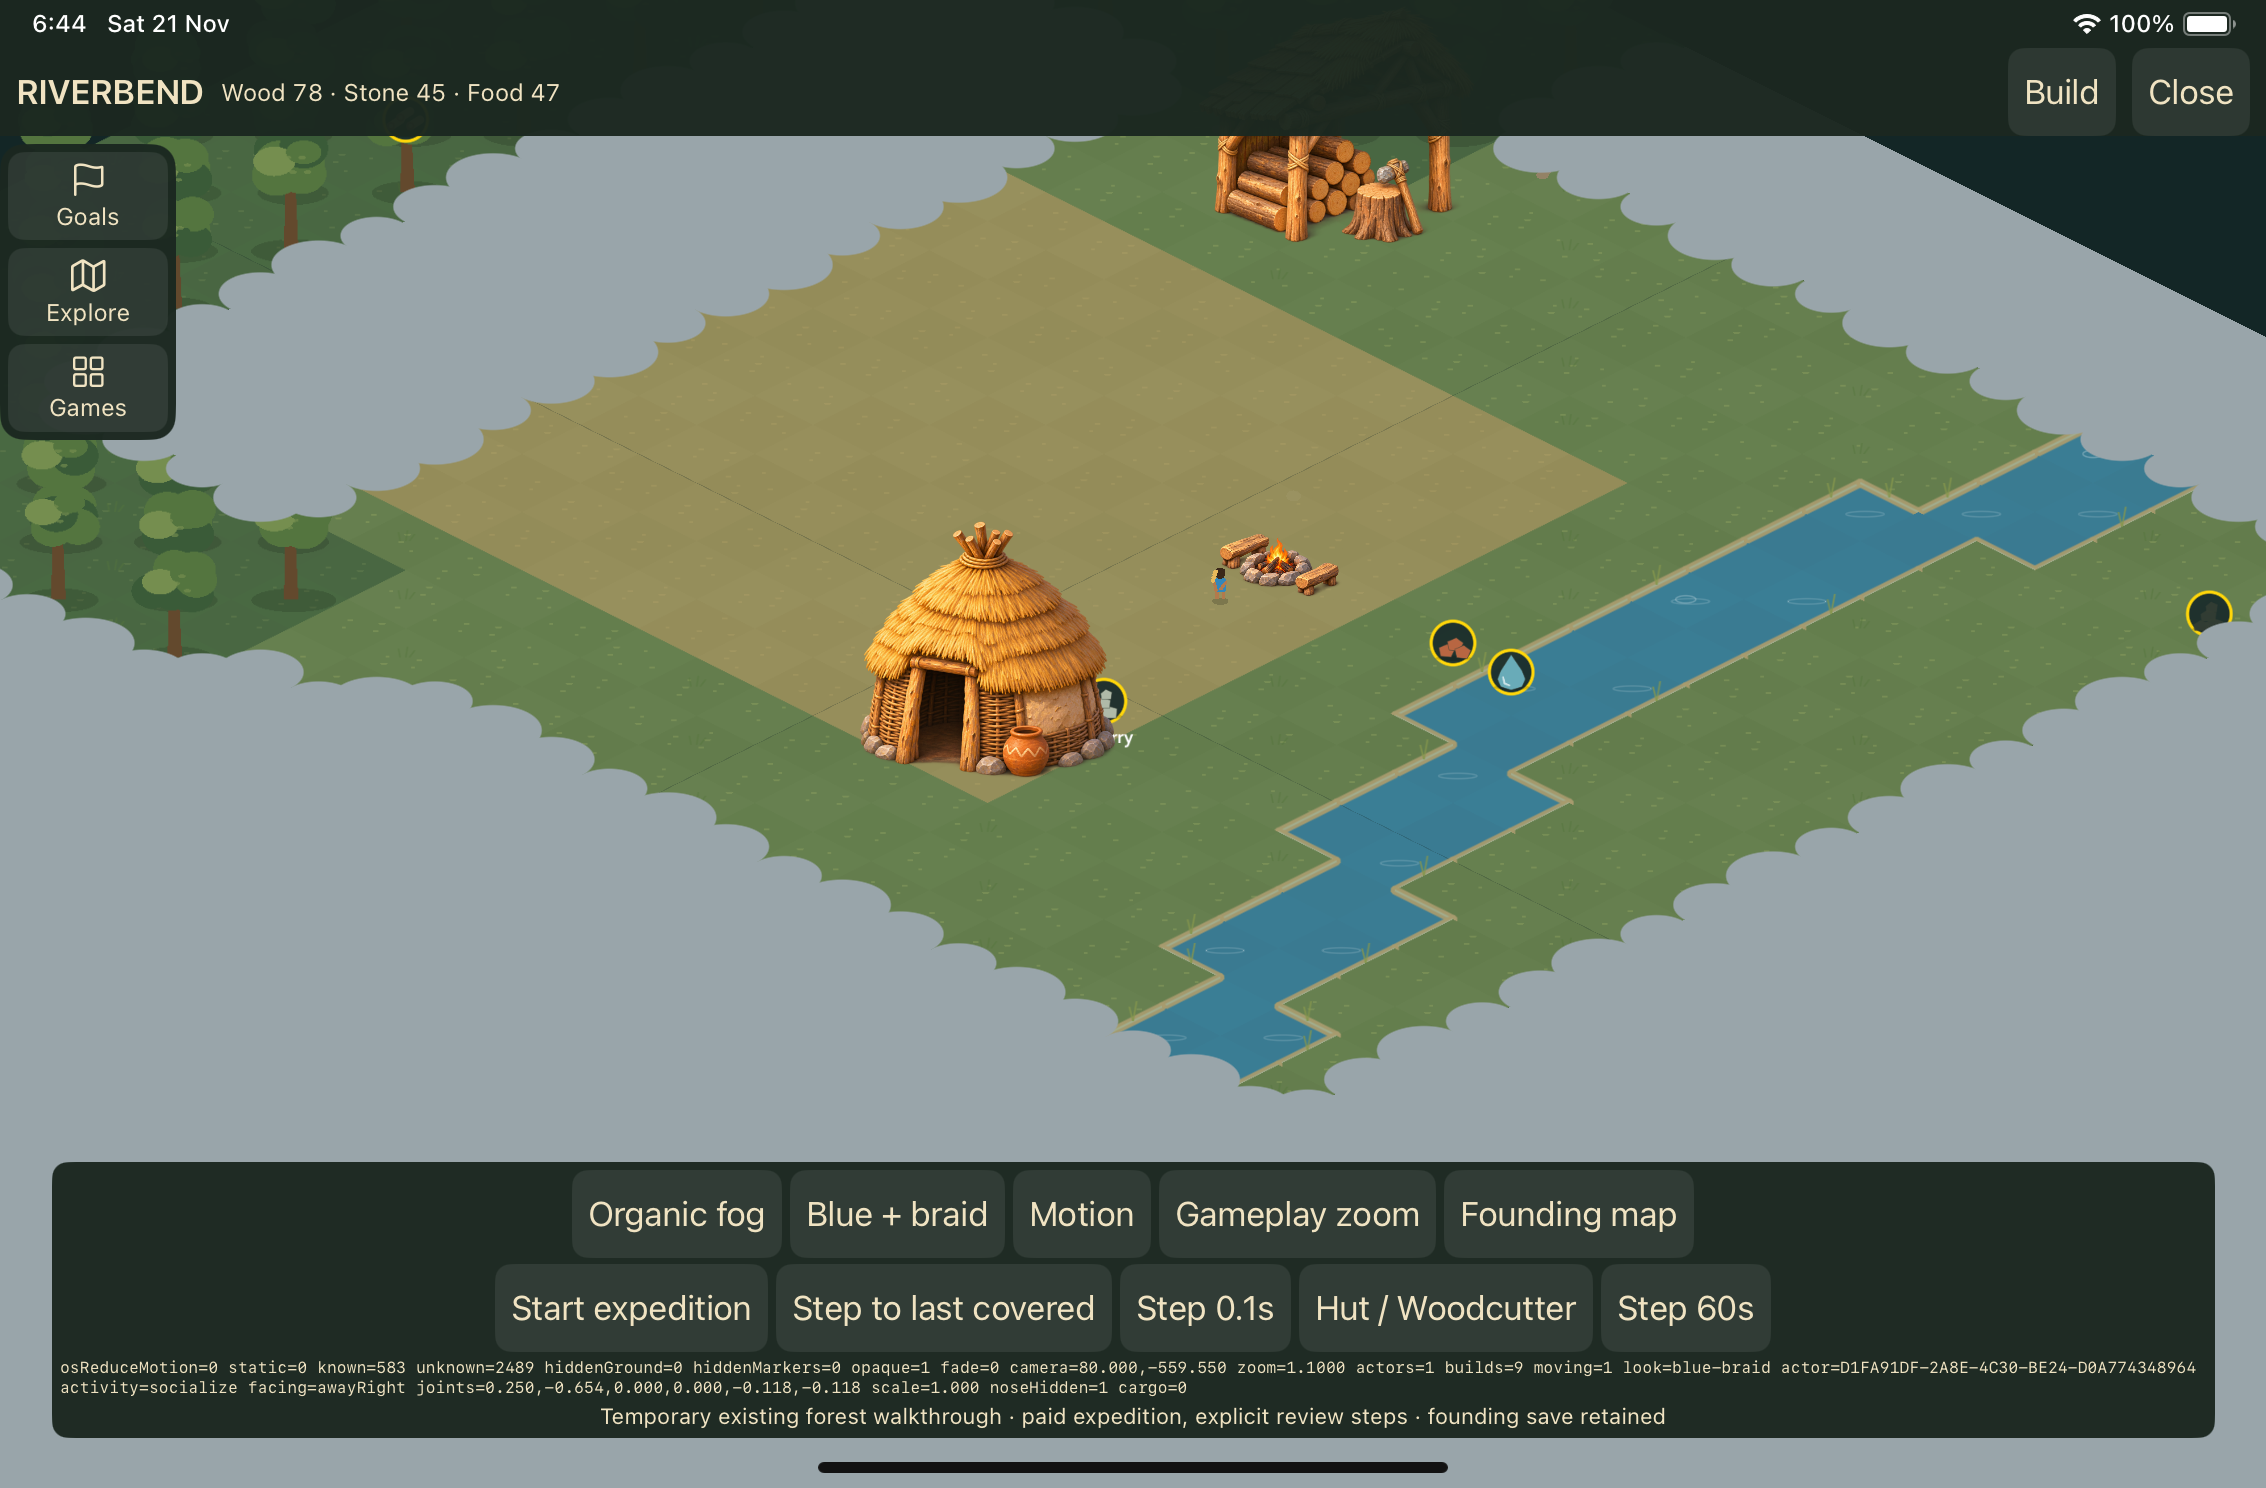 6:44 Sat 21 Nov 100%
RIVERBEND Wood 78 · Stone 45 · Food 47 Build Close
Goals
Explore
Games
rry
Organic fog Blue + braid Motion Gameplay zoom Founding map
Start expedition Step to last covered Step 0.1s Hut / Woodcutter Step 60s
osReduceMotion=0 static=0 known=583 unknown=2489 hiddenGround=0 hiddenMarkers=0 opaque=1 fade=0 camera=80.000,-559.550 zoom=1.1000 actors=1 builds=9 moving=1 look=blue-braid actor=D1FA91DF-2A8E-4C30-BE24-D0A774348964
activity=socialize facing=awayRight joints=0.250,-0.654,0.000,0.000,-0.118,-0.118 scale=1.000 noseHidden=1 cargo=0
Temporary existing forest walkthrough · paid expedition, explicit review steps · founding save retained